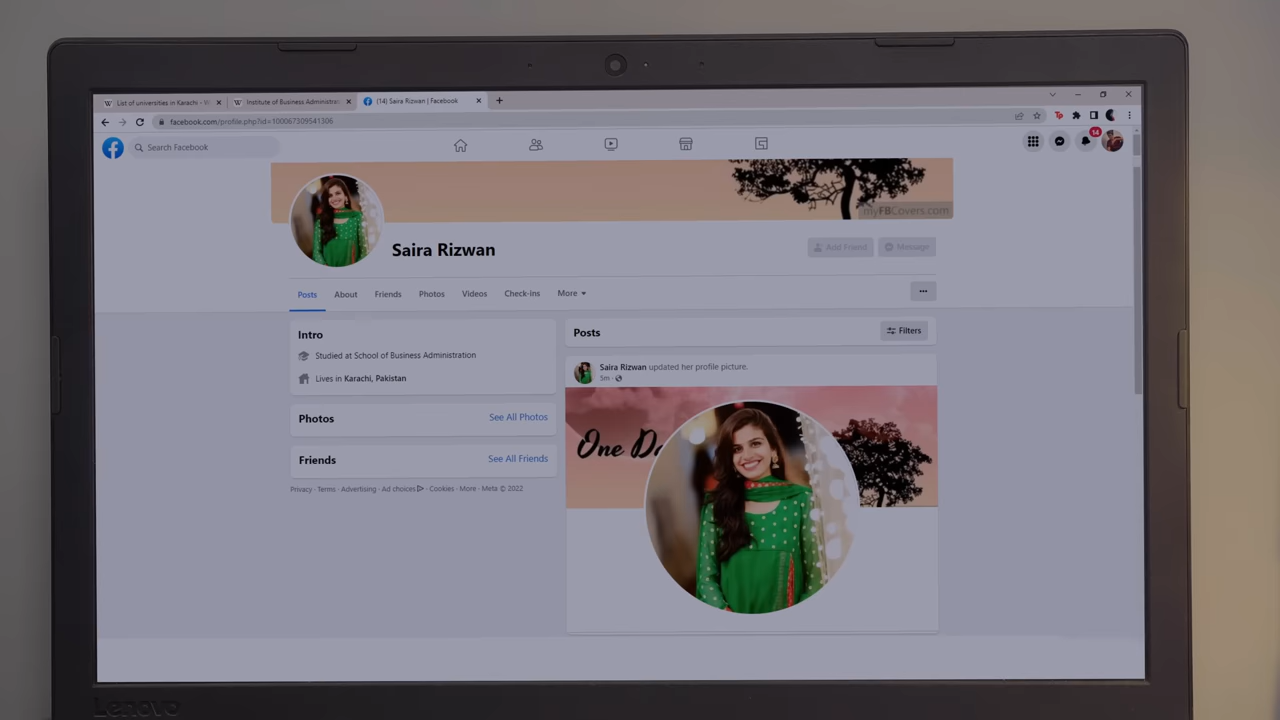 List of universities in Karachi - W
Institute of Business Administrat
(14) Saira Rizwan | Facebook
facebook.com/profile.php?id=100067309541306
Search Facebook
14
myFBCovers.com
Saira Rizwan
Add Friend
Message
Posts
About
Friends
Photos
Videos
Check-ins
More
Intro
Studied at School of Business Administration
Lives in Karachi, Pakistan
Photos
See All Photos
Friends
See All Friends
Privacy · Terms · Advertising · Ad choices · Cookies · More · Meta © 2022
Posts
Filters
Saira Rizwan updated her profile picture.
5m ·
One Da
Lenovo